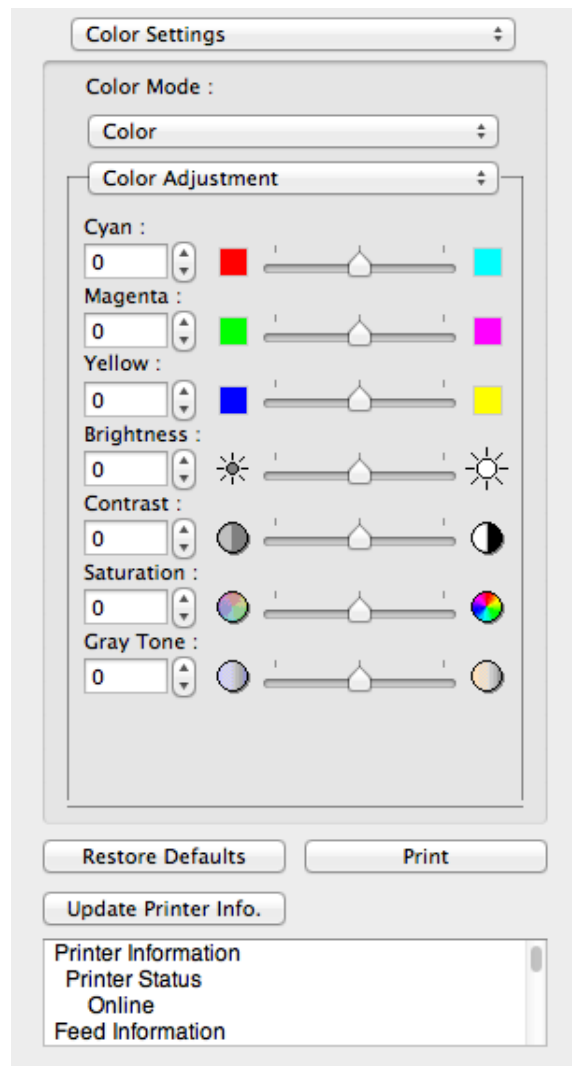 Color Settings
Color Mode :
Color
Color Adjustment
Cyan :
0
Magenta :
0
Yellow :
0
Brightness :
0
Contrast :
0
Saturation :
0
Gray Tone :
0
Restore Defaults Print
Update Printer Info.
Printer Information
Printer Status
Online
Feed Information